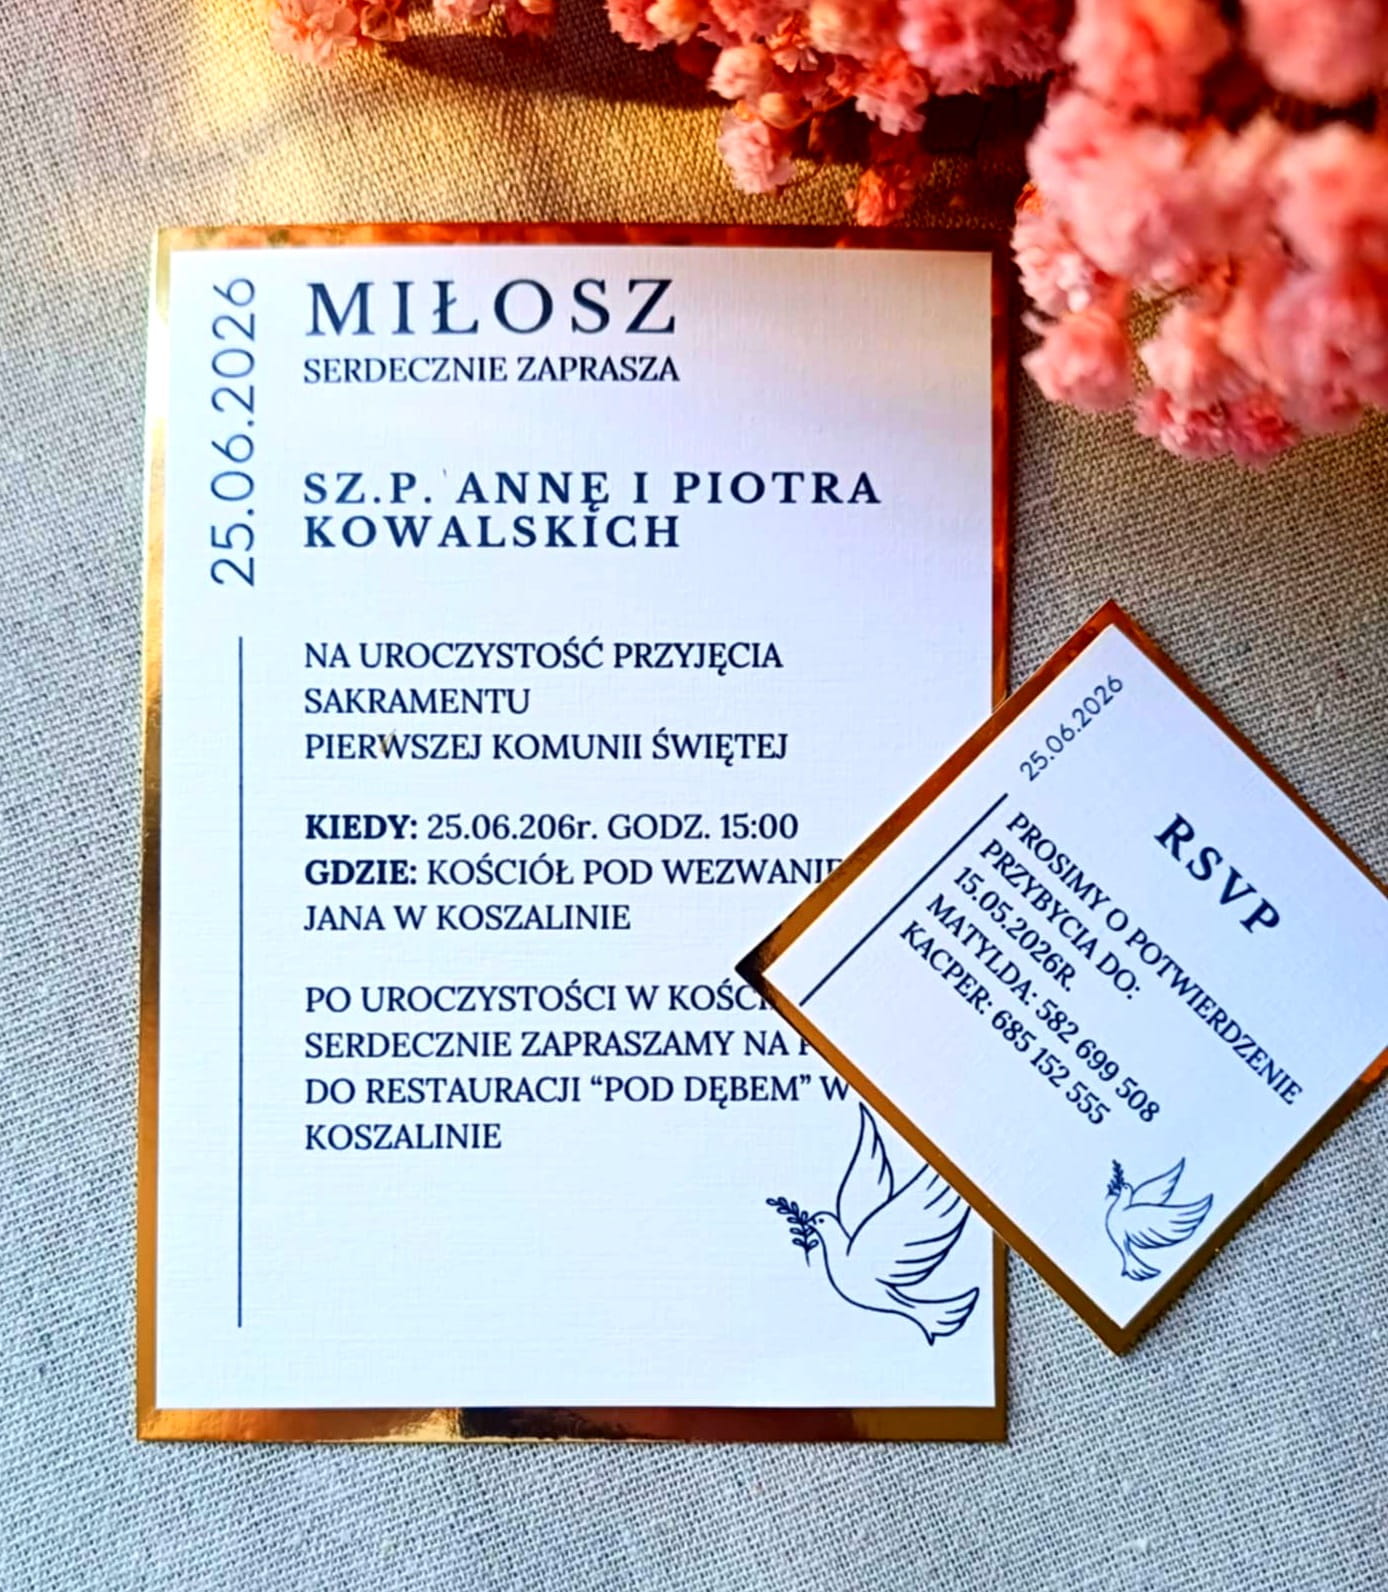 25.06.2026
MIŁOSZ
SERDECZNIE ZAPRASZA
SZ.P. ANNĘ I PIOTRA
KOWALSKICH
NA UROCZYSTOŚĆ PRZYJĘCIA
SAKRAMENTU
PIERWSZEJ KOMUNII ŚWIĘTEJ
KIEDY: 25.06.206r. GODZ. 15:00
GDZIE: KOŚCIÓŁ POD
JANA W KOSZALINIE
PO UROCZYSTOŚCI W
SERDECZNIE ZAPRASZAMY NA
DO RESTAURACJI “POD DĘBEM” W
KOSZALINIE
25.06.2026
RSVP
PROSIMY O POTWIERDZENIE
PRZYBYCIA DO:
15.05.2026R.
MATYLDA: 582 699 508
KACPER: 685 152 555